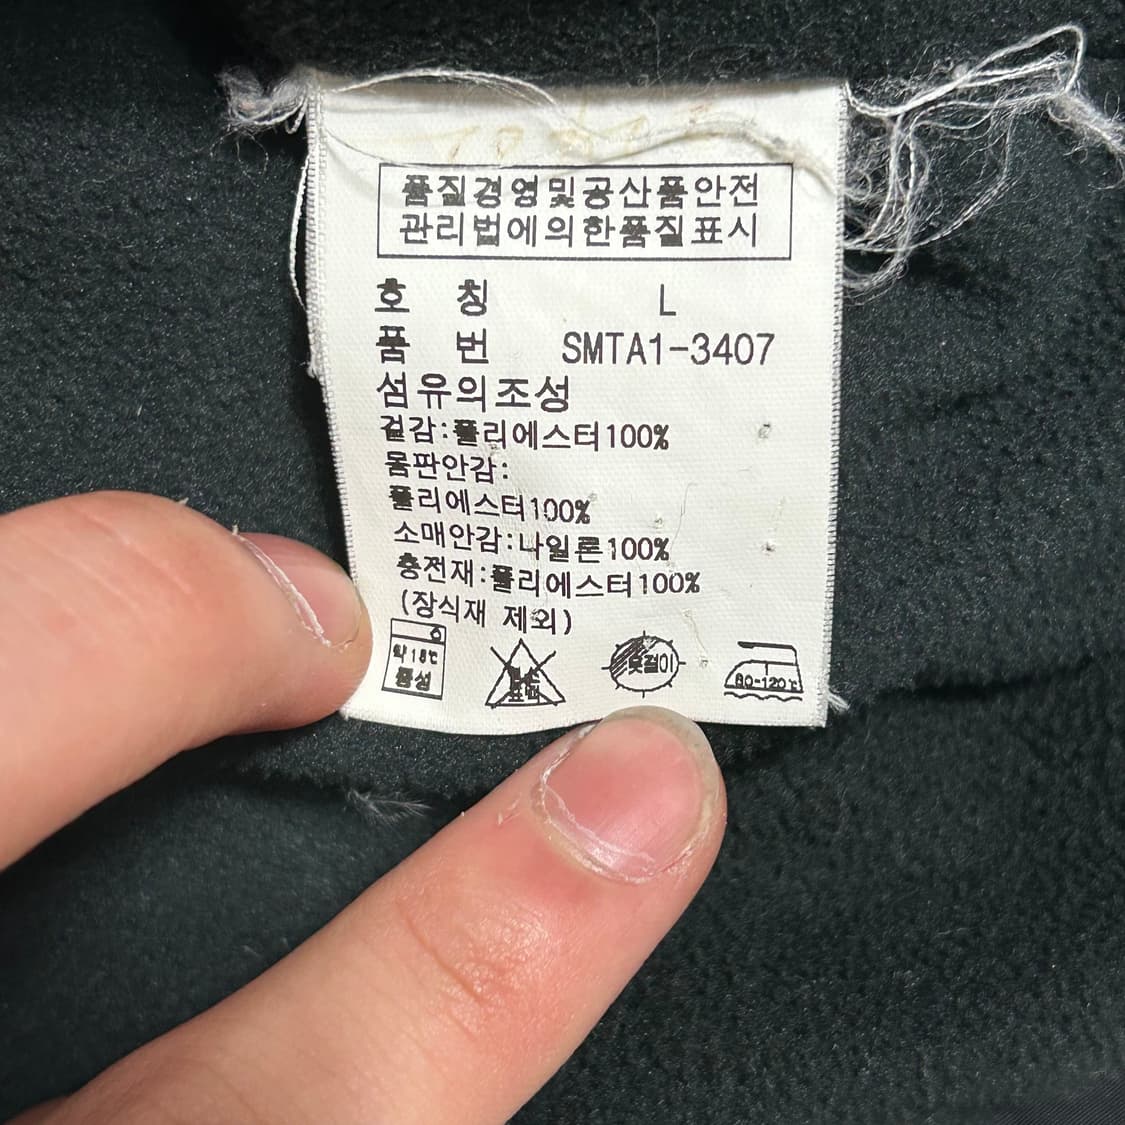 품질경영및공산품안전
관리법에의한품질표시
호 칭 L
품 번 SMTA1-3407
섬유의조성
겉감:폴리에스터100%
몸판안감:
폴리에스터100%
소매안감:나일론100%
충전재:폴리에스터100%
(장식재 제외)
약 중성
옷걸이
80-120℃